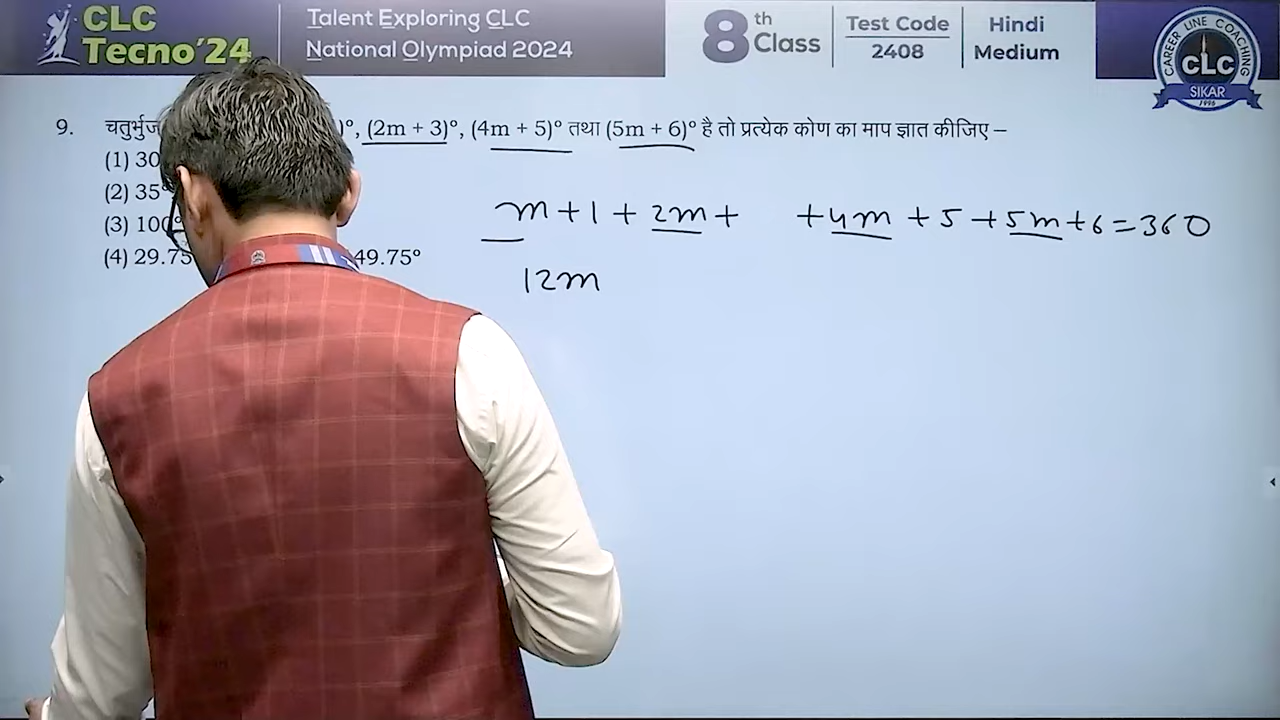 CLC
Tecno'24
Talent Exploring CLC
National Olympiad 2024
8th Class
Test Code
2408
Hindi
Medium
CAREER LINE COACHING
CLC
SIKAR
1996
9. चतुर्भुज )°, (2m + 3)°, (4m + 5)° तथा (5m + 6)° है तो प्रत्येक कोण का माप ज्ञात कीजिए –
(1) 30
(2) 35°
(3) 100°
(4) 29.75 49.75°
m + 1 + 2m + + 4m + 5 + 5m + 6 = 360
12m